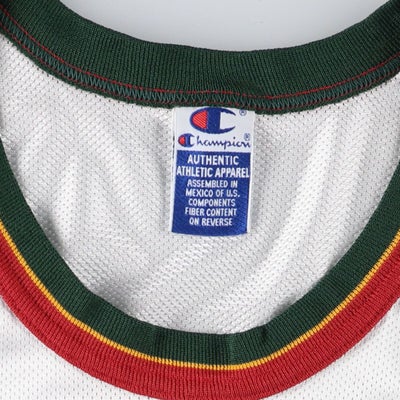 Champion
AUTHENTIC
ATHLETIC APPAREL
ASSEMBLED IN
MEXICO OF U.S.
COMPONENTS
FIBER CONTENT
ON REVERSE